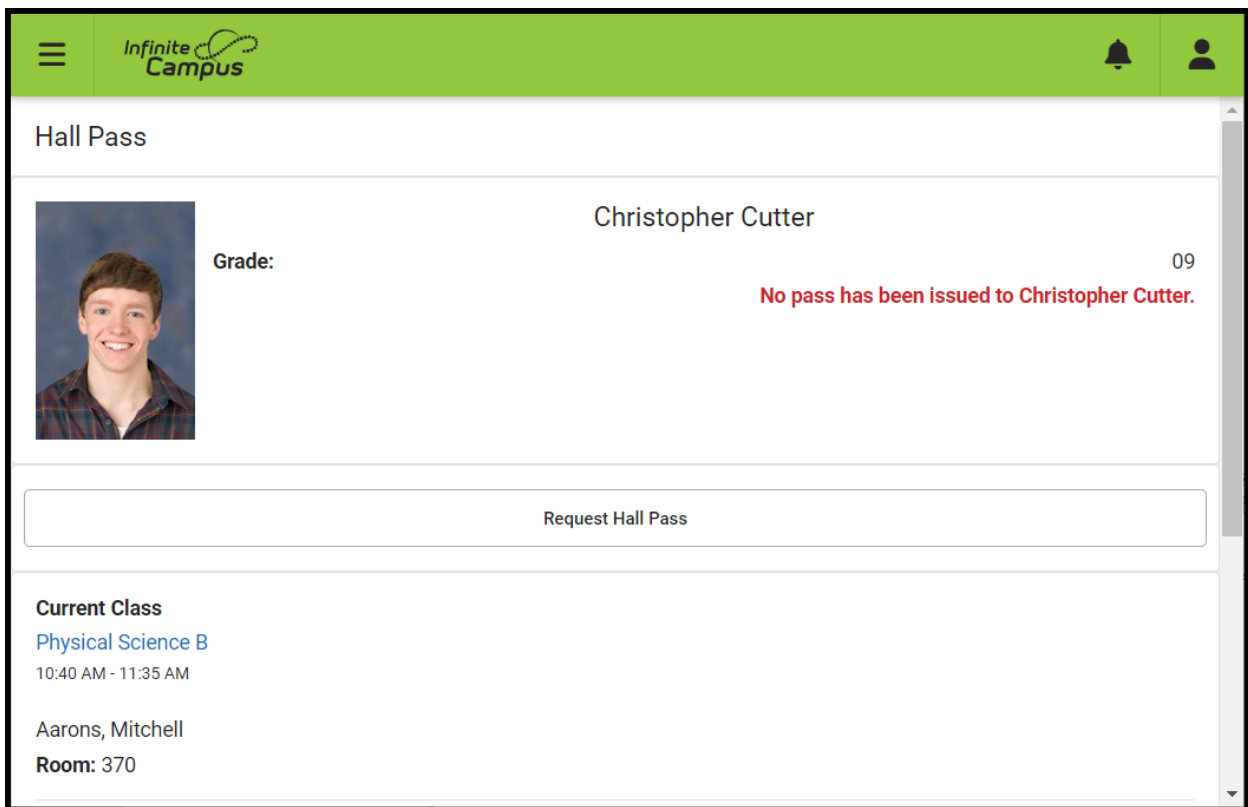 Infinite
Campus
Hall Pass
Christopher Cutter
Grade: 09
No pass has been issued to Christopher Cutter.
Request Hall Pass
Current Class
Physical Science B
10:40 AM - 11:35 AM
Aarons, Mitchell
Room: 370